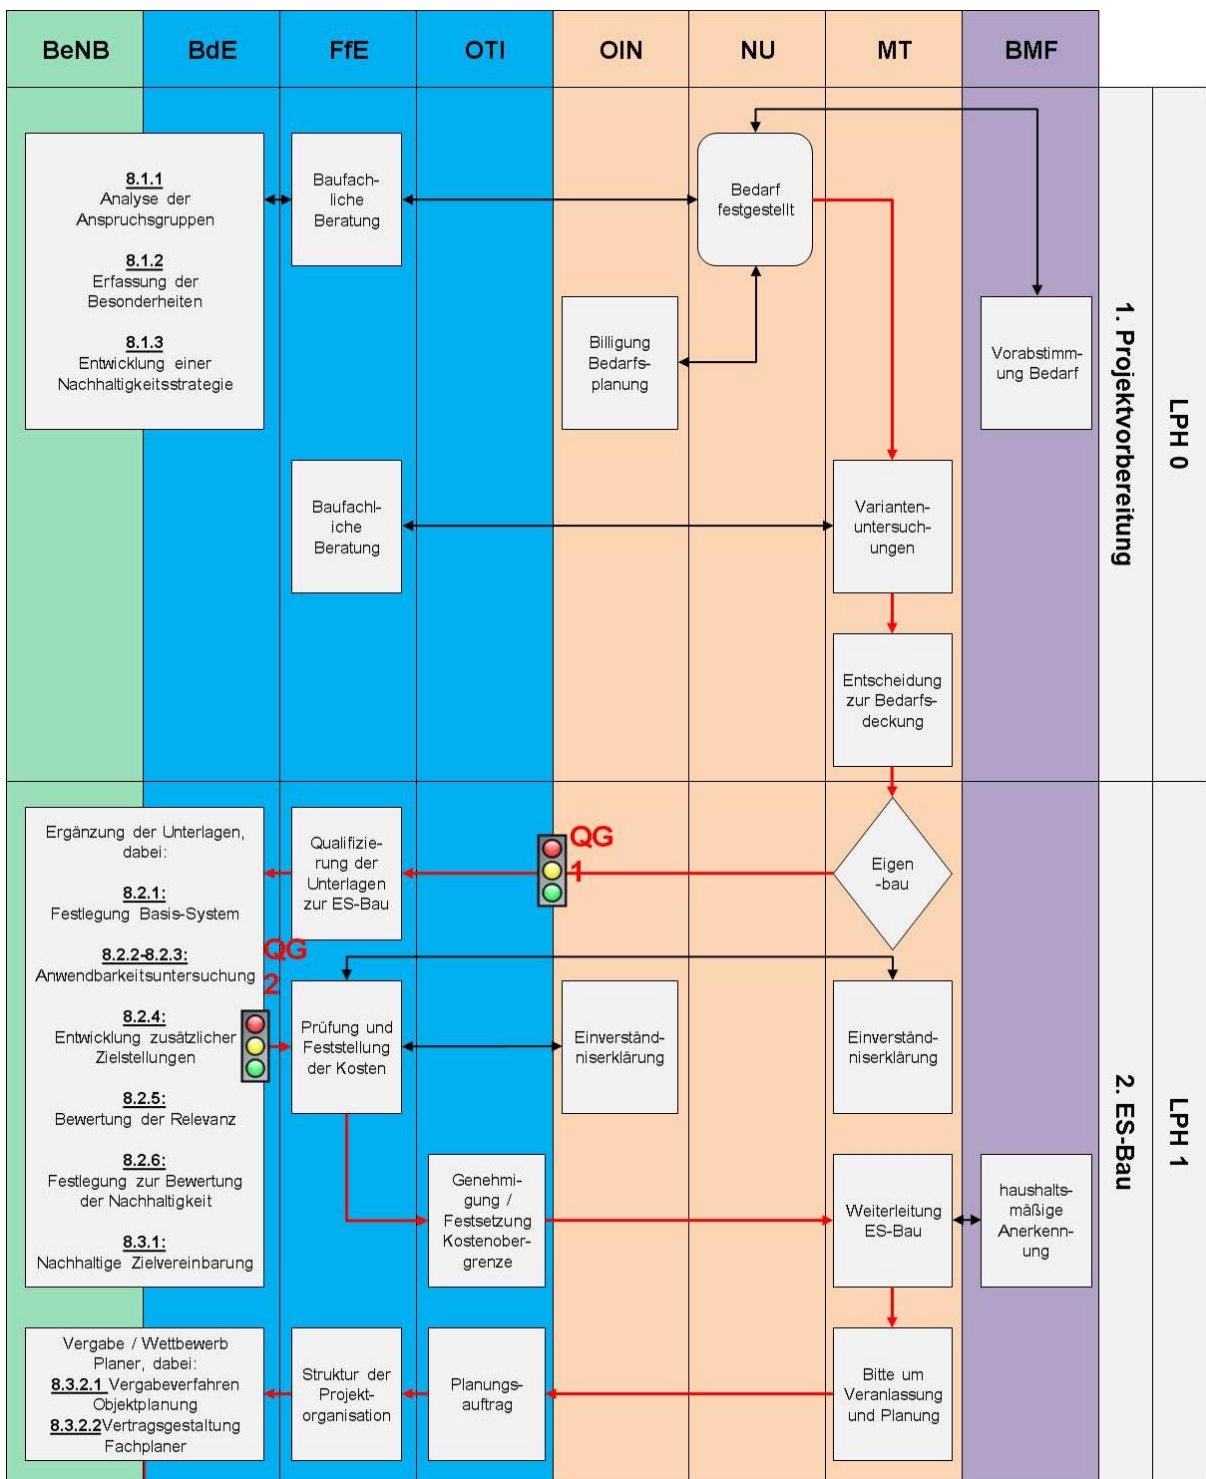 BeNB
BdE
FfE
OTI
OIN
NU
MT
BMF
8.1.1
Analyse der
Anspruchsgruppen
8.1.2
Erfassung der
Besonderheiten
8.1.3
Entwicklung einer
Nachhaltigkeitsstrategie
Baufach-
liche
Beratung
Bedarf
festgestellt
Billigung
Bedarfs-
planung
Vorabstimm-
ung Bedarf
Baufachl-
iche
Beratung
Varianten-
untersuch-
ungen
Entscheidung
zur Bedarfs-
deckung
1. Projektvorbereitung
LPH 0
Ergänzung der Unterlagen,
dabei:
8.2.1:
Festlegung Basis-System
8.2.2-8.2.3:
Anwendbarkeitsuntersuchung
8.2.4:
Entwicklung zusätzlicher
Zielstellungen
8.2.5:
Bewertung der Relevanz
8.2.6:
Festlegung zur Bewertung
der Nachhaltigkeit
8.3.1:
Nachhaltige Zielvereinbarung
Qualifizie-
rung der
Unterlagen
zur ES-Bau
QG
1
Eigen
-bau
QG
2
Prüfung und
Feststellung
der Kosten
Einverständ-
niserklärung
Einverständ-
niserklärung
Genehmi-
gung /
Festsetzung
Kostenober-
grenze
Weiterleitung
ES-Bau
haushalts-
mäßige
Anerkenn-
ung
Vergabe / Wettbewerb
Planer, dabei:
8.3.2.1 Vergabeverfahren
Objektplanung
8.3.2.2Vertragsgestaltung
Fachplaner
Struktur der
Projekt-
organisation
Planungs-
auftrag
Bitte um
Veranlassung
und Planung
2. ES-Bau
LPH 1